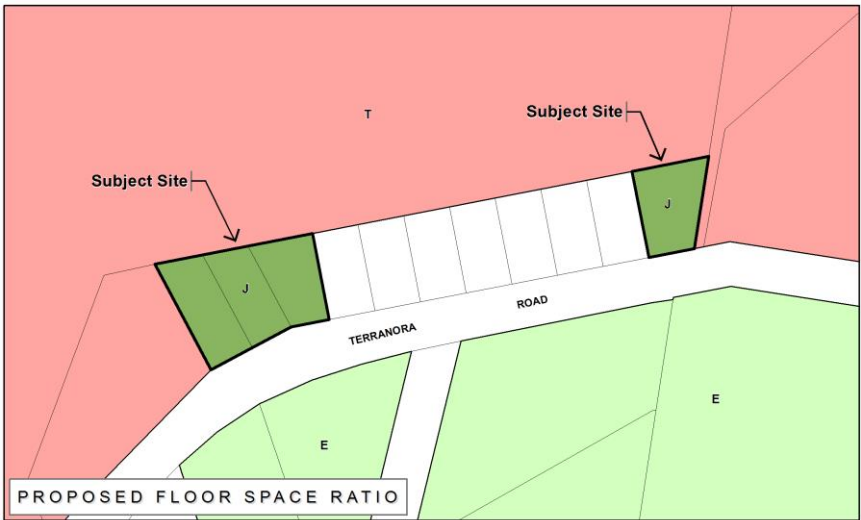 T
Subject Site
J
Subject Site
J
TERRANORA ROAD
E
E
PROPOSED FLOOR SPACE RATIO